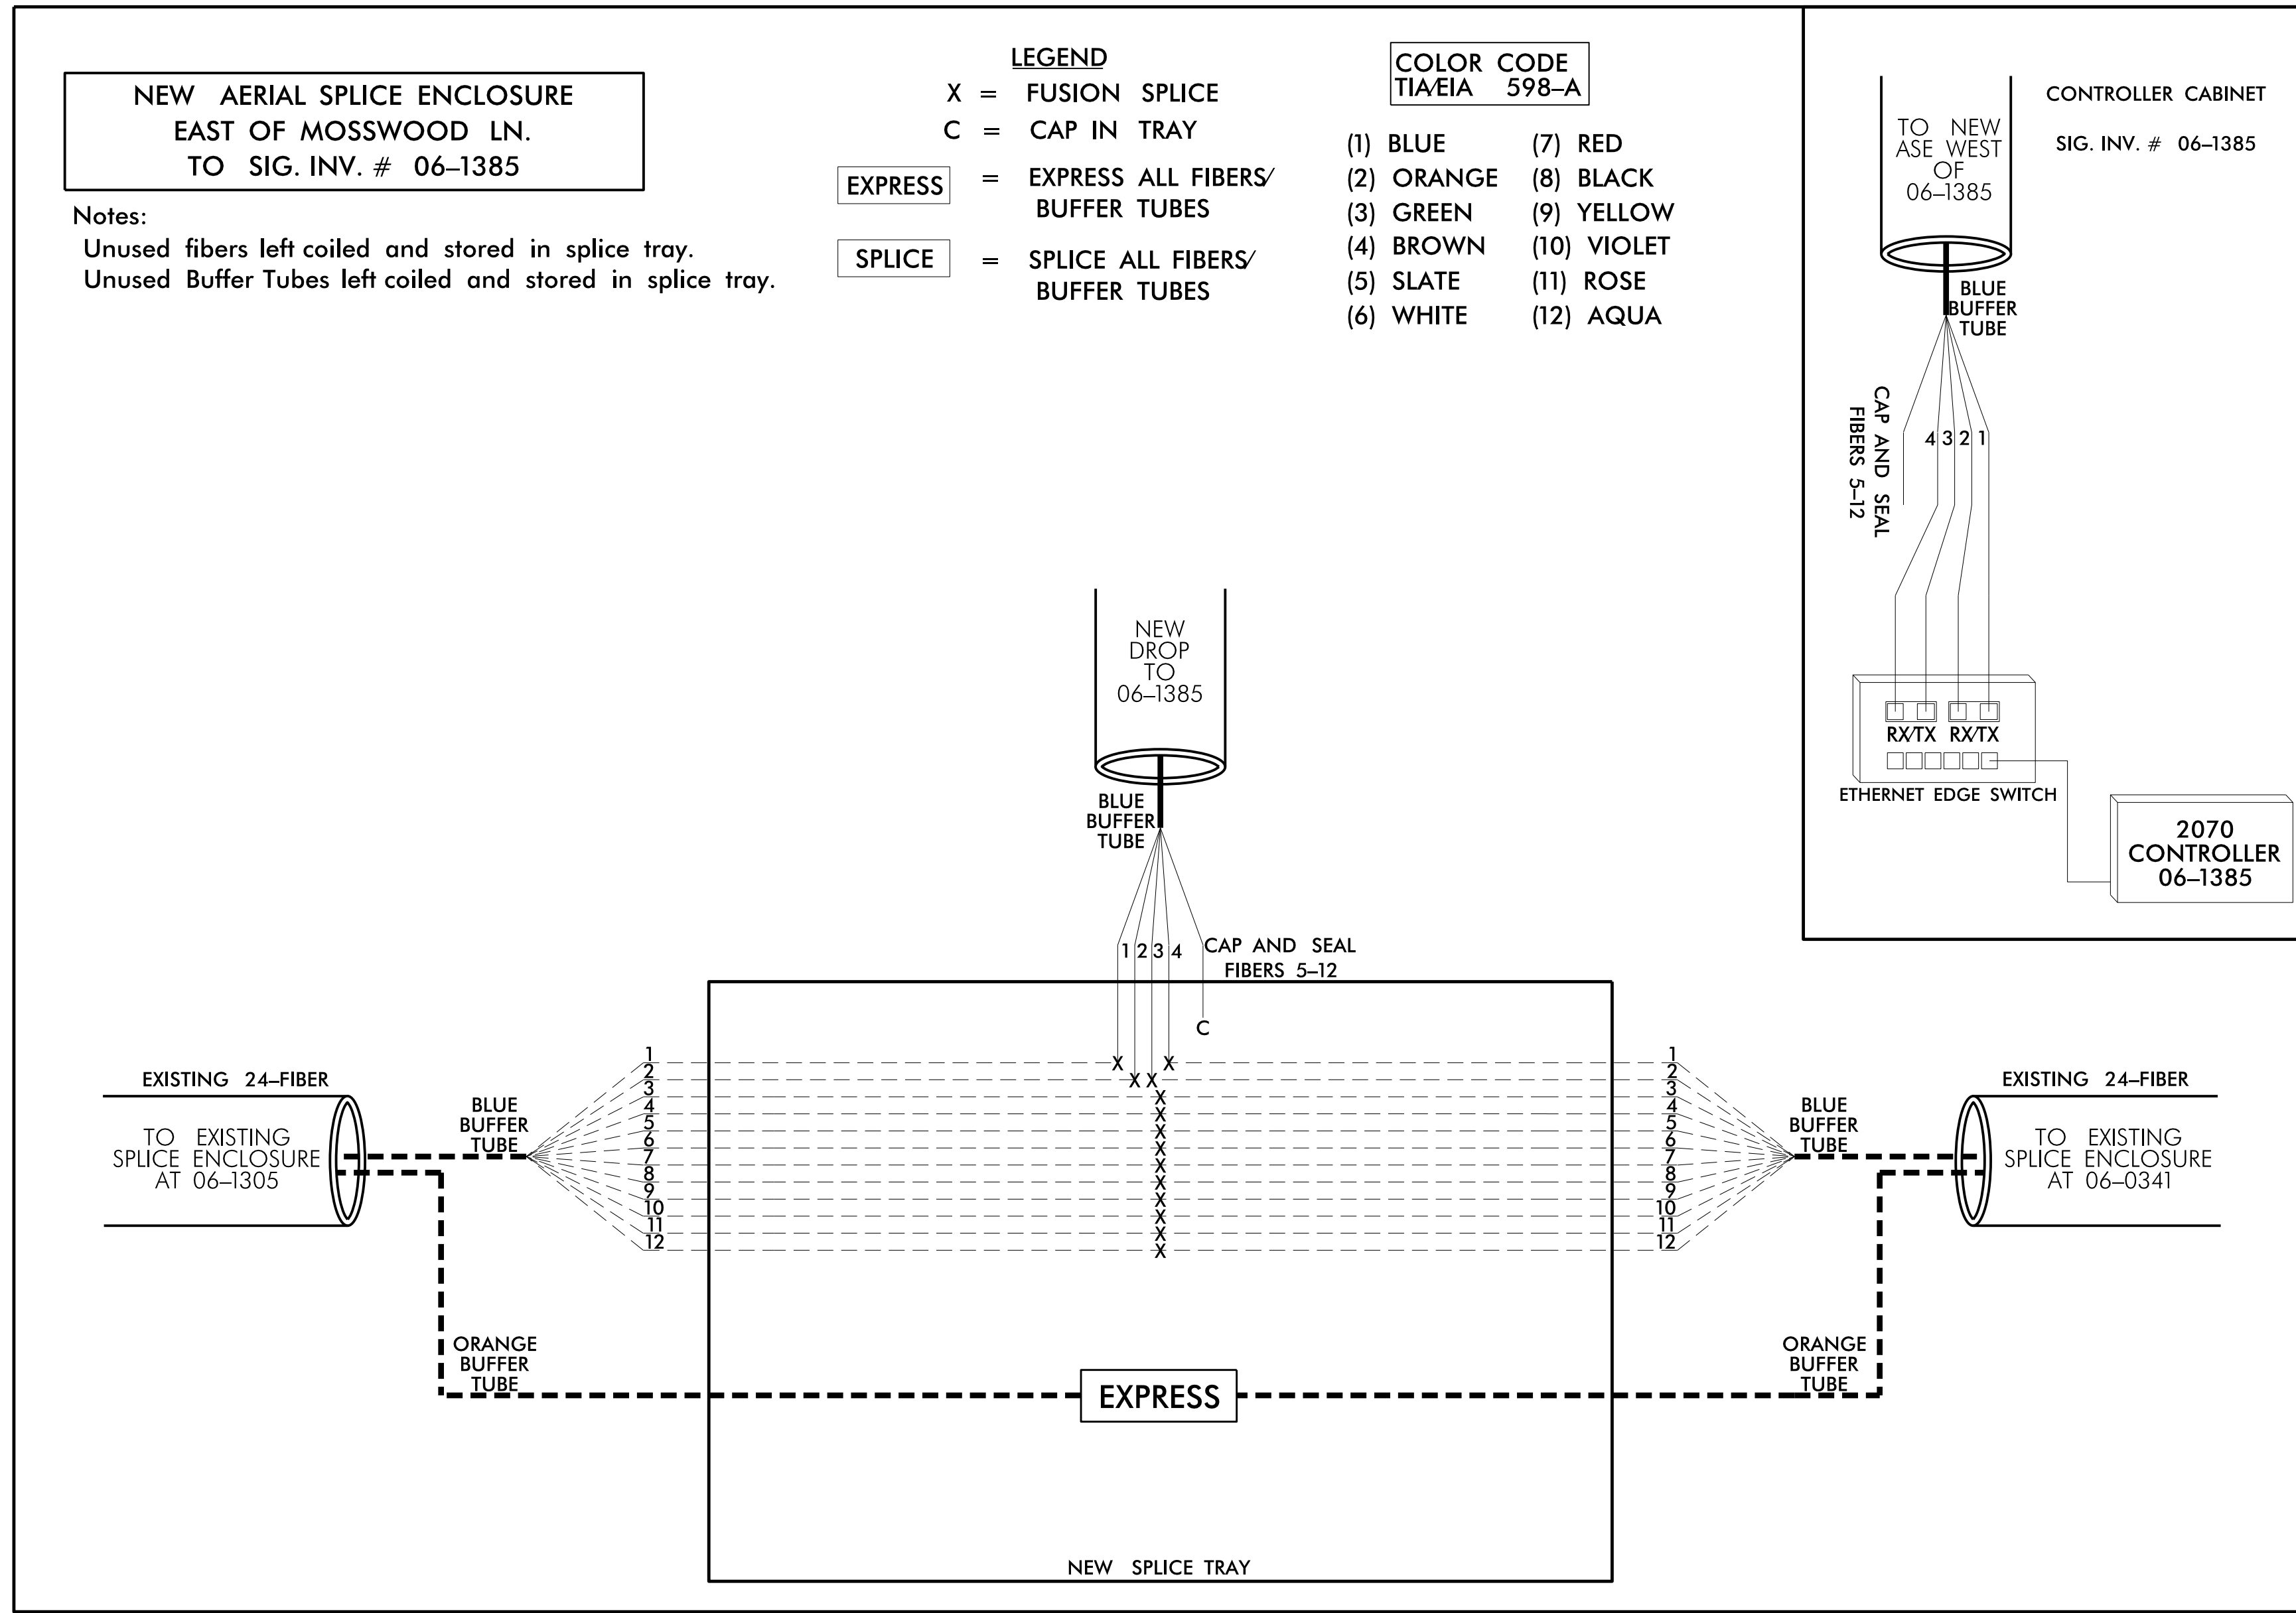 NEW AERIAL SPLICE ENCLOSURE
EAST OF MOSSWOOD LN.
TO SIG. INV. # 06–1385
Notes:
Unused fibers left coiled and stored in splice tray.
Unused Buffer Tubes left coiled and stored in splice tray.
LEGEND
X = FUSION SPLICE
C = CAP IN TRAY
EXPRESS = EXPRESS ALL FIBERS/
BUFFER TUBES
SPLICE = SPLICE ALL FIBERS/
BUFFER TUBES
COLOR CODE
TIA/EIA 598–A
(1) BLUE (7) RED
(2) ORANGE (8) BLACK
(3) GREEN (9) YELLOW
(4) BROWN (10) VIOLET
(5) SLATE (11) ROSE
(6) WHITE (12) AQUA
CONTROLLER CABINET
SIG. INV. # 06–1385
TO NEW
ASE WEST
OF
06–1385
BLUE
BUFFER
TUBE
CAP AND SEAL
FIBERS 5–12
4 3 2 1
RX/TX RX/TX
ETHERNET EDGE SWITCH
2070
CONTROLLER
06–1385
NEW
DROP
TO
06–1385
BLUE
BUFFER
TUBE
1 2 3 4
CAP AND SEAL
FIBERS 5–12
C
EXISTING 24–FIBER
TO EXISTING
SPLICE ENCLOSURE
AT 06–1305
BLUE
BUFFER
TUBE
1
2
3
4
5
6
7
8
9
10
11
12
X X
X X
X
X
X
X
X
X
X
X
X
X
1
2
3
4
5
6
7
8
9
10
11
12
BLUE
BUFFER
TUBE
EXISTING 24–FIBER
TO EXISTING
SPLICE ENCLOSURE
AT 06–0341
ORANGE
BUFFER
TUBE
EXPRESS
ORANGE
BUFFER
TUBE
NEW SPLICE TRAY